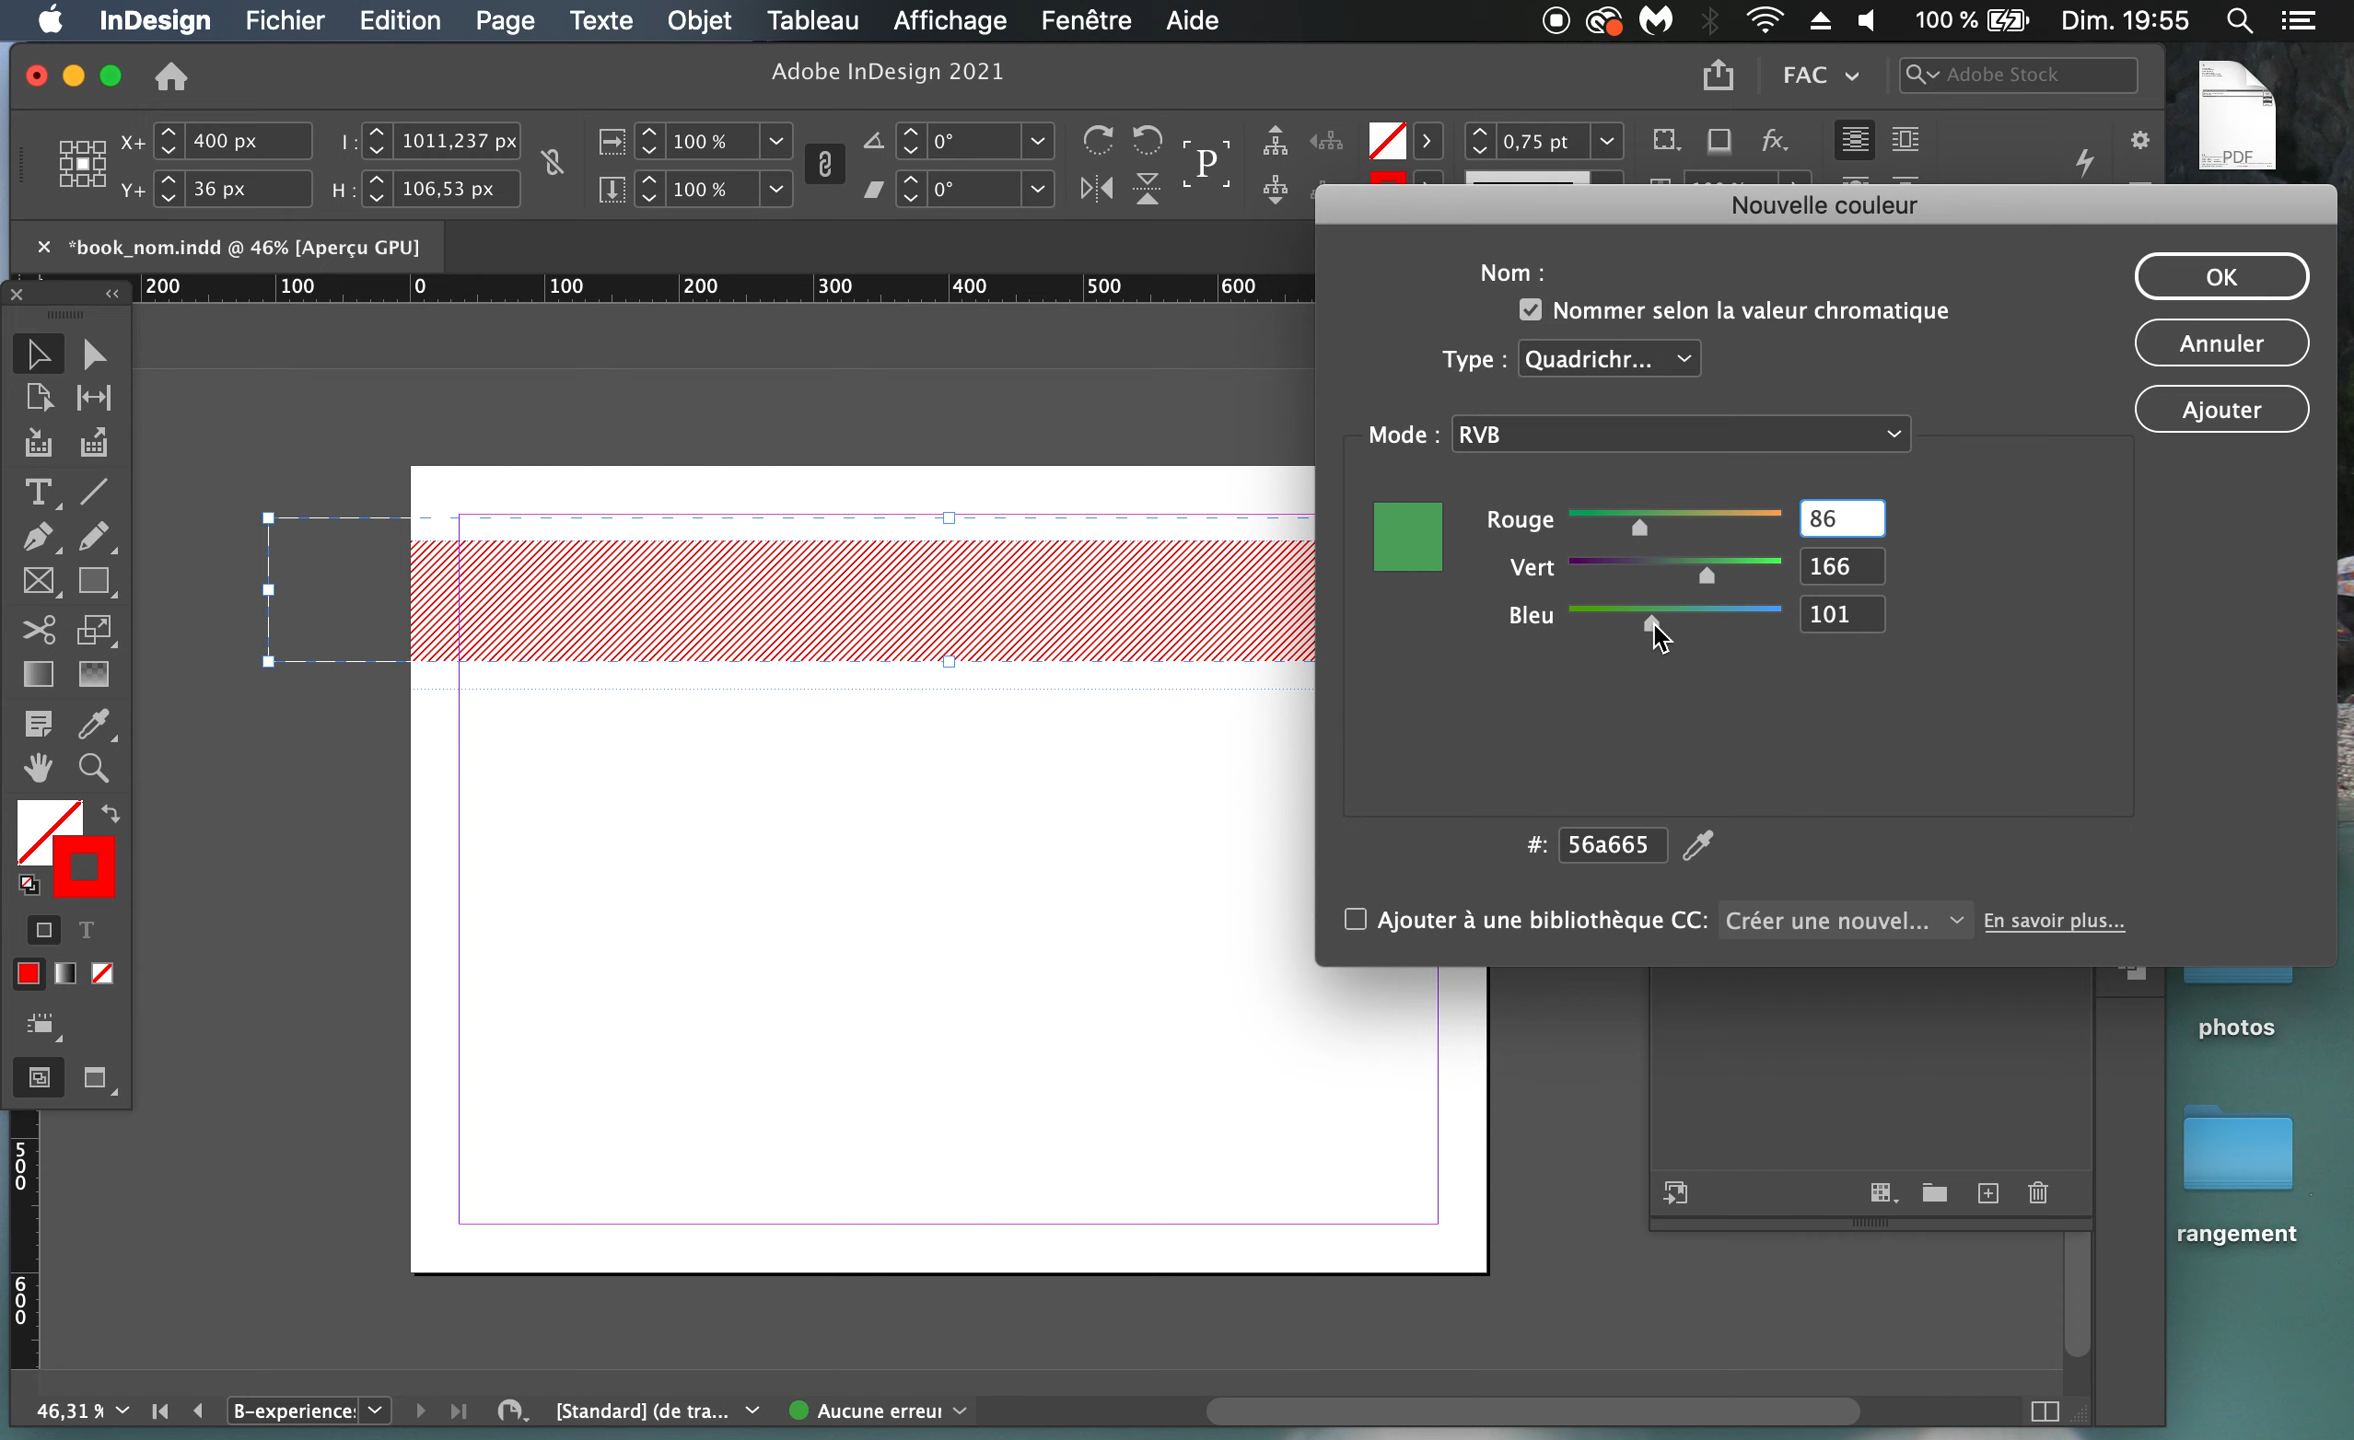 InDesign Fichier Edition Page Texte Objet Tableau Affichage Fenêtre Aide 100 % Dim. 19:55
Adobe InDesign 2021 FAC Adobe Stock
X+ 400 px I : 1011,237 px 100 % 0° P 0,75 pt fx.
Y+ 36 px H : 106,53 px 100 % 0°
PDF
× *book_nom.indd @ 46% [Aperçu GPU]
200 100 0 100 200 300 400 500 600
500
600
Nouvelle couleur
Nom :
Nommer selon la valeur chromatique
Type : Quadrichr...
Mode : RVB
Rouge 86
Vert 166
Bleu 101
#: 56a665
Ajouter à une bibliothèque CC: Créer une nouvel... En savoir plus...
OK
Annuler
Ajouter
photos
rangement
46,31 % B-experience [Standard] (de tra... Aucune erreur